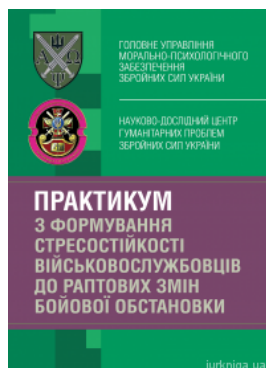 ГОЛОВНЕ УПРАВЛІННЯ
МОРАЛЬНО-ПСИХОЛОГІЧНОГО
ЗАБЕЗПЕЧЕННЯ
ЗБРОЙНИХ СИЛ УКРАЇНИ
НАУКОВО-ДОСЛІДНИЙ ЦЕНТР
ГУМАНІТАРНИХ ПРОБЛЕМ
ЗБРОЙНИХ СИЛ УКРАЇНИ
ПРАКТИКУМ
З ФОРМУВАННЯ
СТРЕСОСТІЙКОСТІ
ВІЙСЬКОВОСЛУЖБОВЦІВ
ДО РАПТОВИХ ЗМІН
БОЙОВОЇ ОБСТАНОВКИ
jurkniga.ua